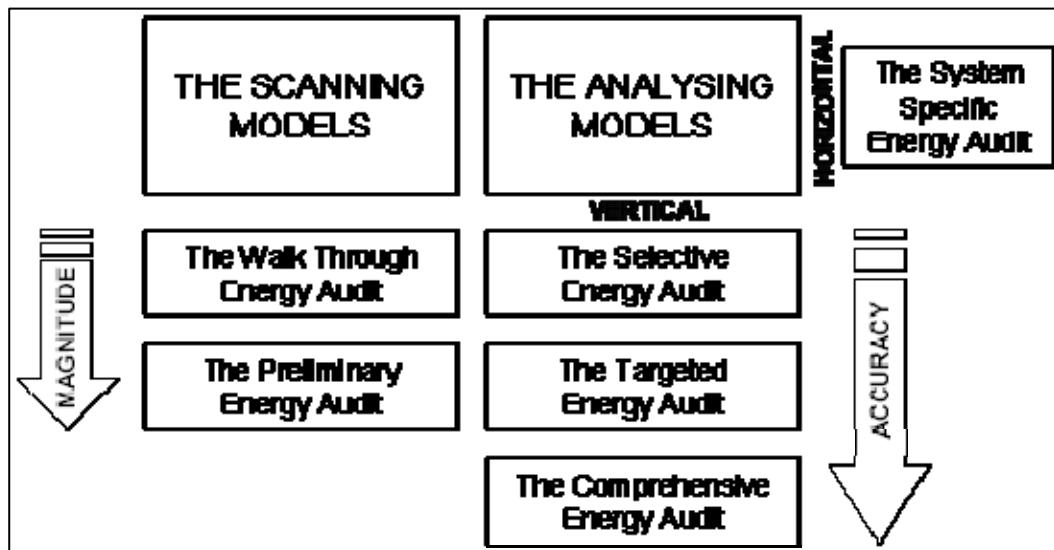 THE SCANNING
MODELS
THE ANALYSING
MODELS
HORIZONTAL
The System
Specific
Energy Audit
VERTICAL
MAGNITUDE
The Walk Through
Energy Audit
The Selective
Energy Audit
ACCURACY
The Preliminary
Energy Audit
The Targeted
Energy Audit
The Comprehensive
Energy Audit